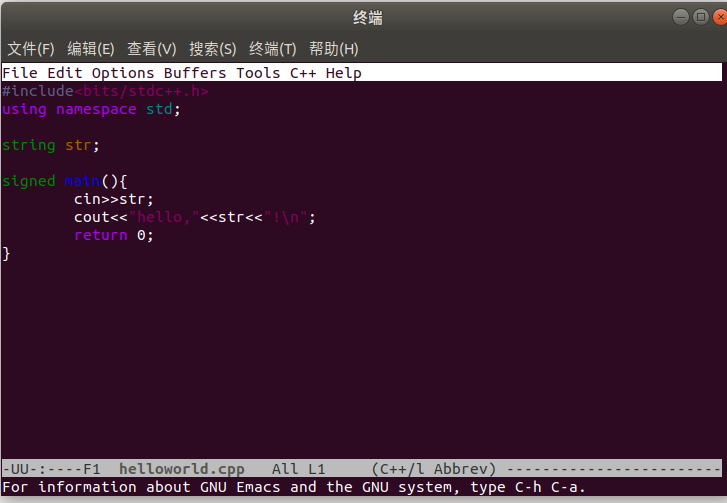 终端
文件(F) 编辑(E) 查看(V) 搜索(S) 终端(T) 帮助(H)
File Edit Options Buffers Tools C++ Help
#include<bits/stdc++.h>
using namespace std;
string str;
signed main(){
        cin>>str;
        cout<<"hello,"<<str<<"!\n";
        return 0;
}
-UU-:----F1  helloworld.cpp   All L1     (C++/l Abbrev) ------------------------
For information about GNU Emacs and the GNU system, type C-h C-a.